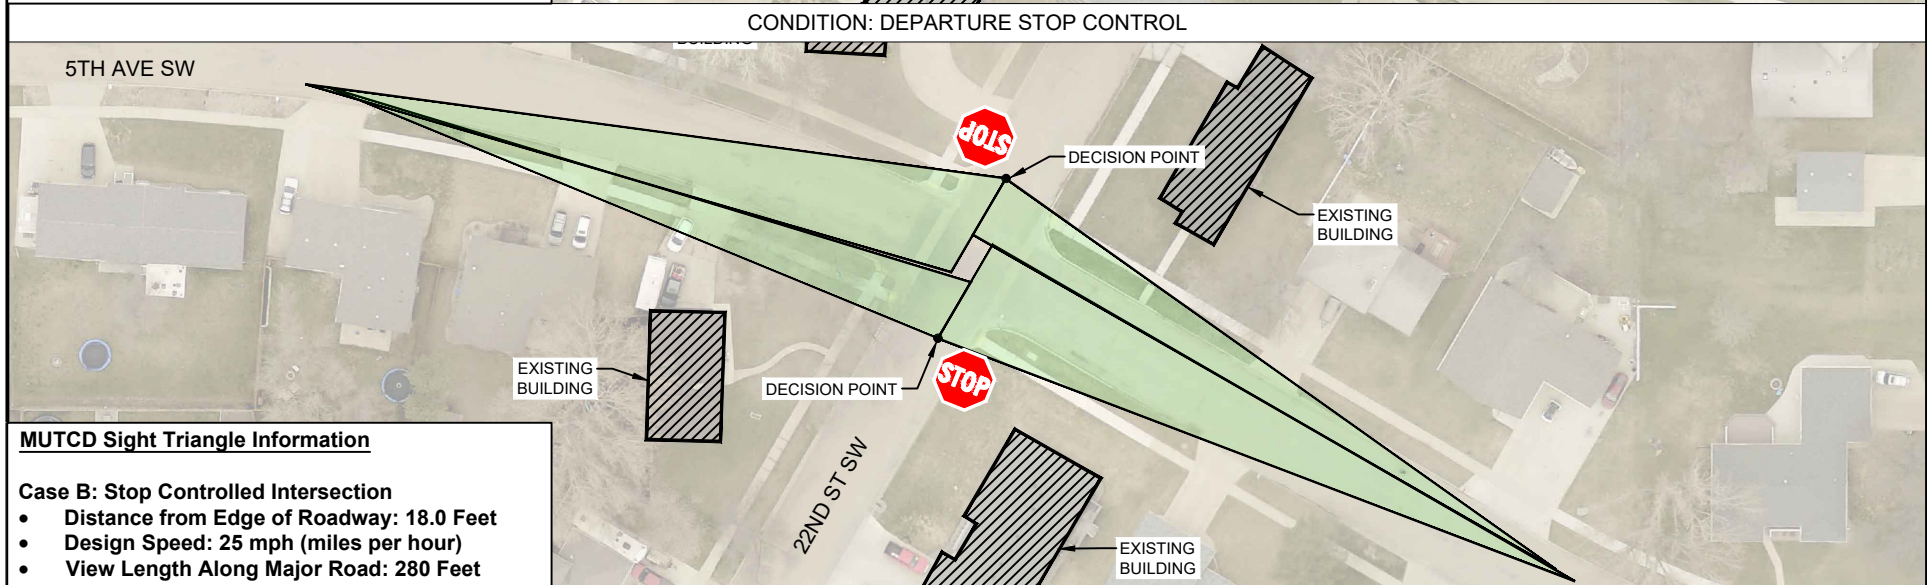 CONDITION: DEPARTURE STOP CONTROL
BUILDING
5TH AVE SW
STOP
DECISION POINT
EXISTING
BUILDING
EXISTING
BUILDING
DECISION POINT
STOP
22ND ST SW
EXISTING
BUILDING
MUTCD Sight Triangle Information
Case B: Stop Controlled Intersection
• Distance from Edge of Roadway: 18.0 Feet
• Design Speed: 25 mph (miles per hour)
• View Length Along Major Road: 280 Feet